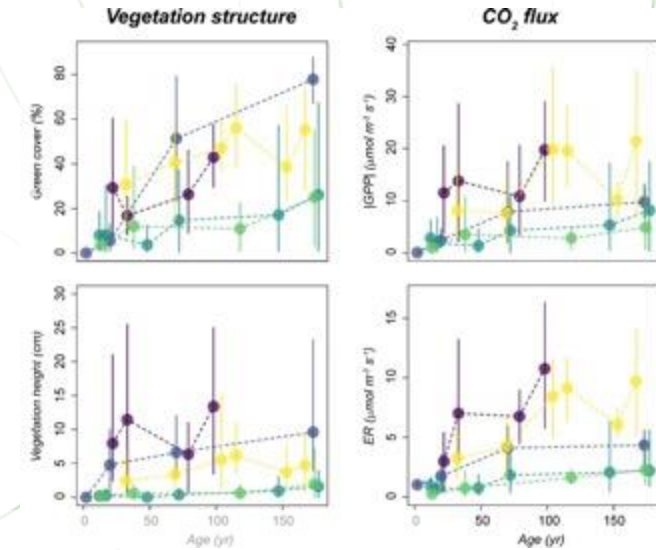 Vegetation structure
CO₂ flux
Green cover (%)
80
60
40
20
0
|GPP| (μmol m⁻² s⁻¹)
40
30
20
10
0
Vegetation height (cm)
30
25
20
15
10
5
0
0 50 100 150
Age (yr)
ER (μmol m⁻² s⁻¹)
15
10
5
0
0 50 100 150
Age (yr)